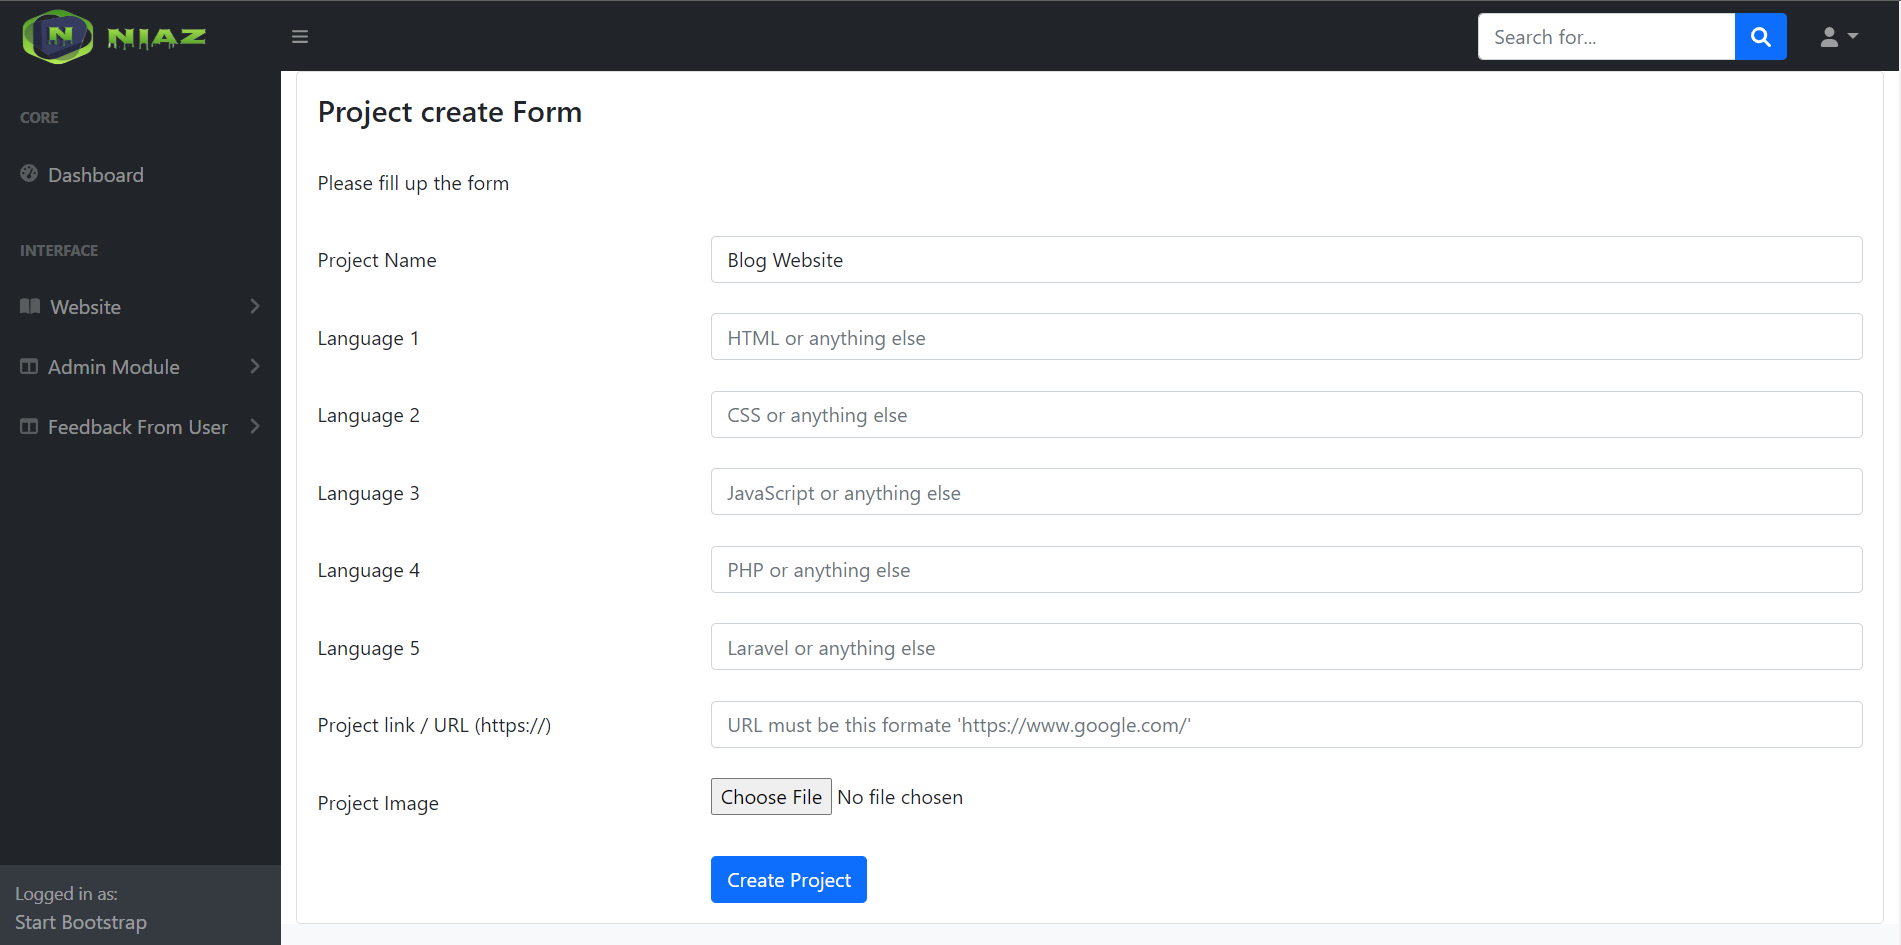 N NIAZ
Search for...
CORE
Dashboard
INTERFACE
Website
Admin Module
Feedback From User
Logged in as:
Start Bootstrap
Project create Form
Please fill up the form
Project Name
Blog Website
Language 1
HTML or anything else
Language 2
CSS or anything else
Language 3
JavaScript or anything else
Language 4
PHP or anything else
Language 5
Laravel or anything else
Project link / URL (https://)
URL must be this formate 'https://www.google.com/'
Project Image
Choose File No file chosen
Create Project